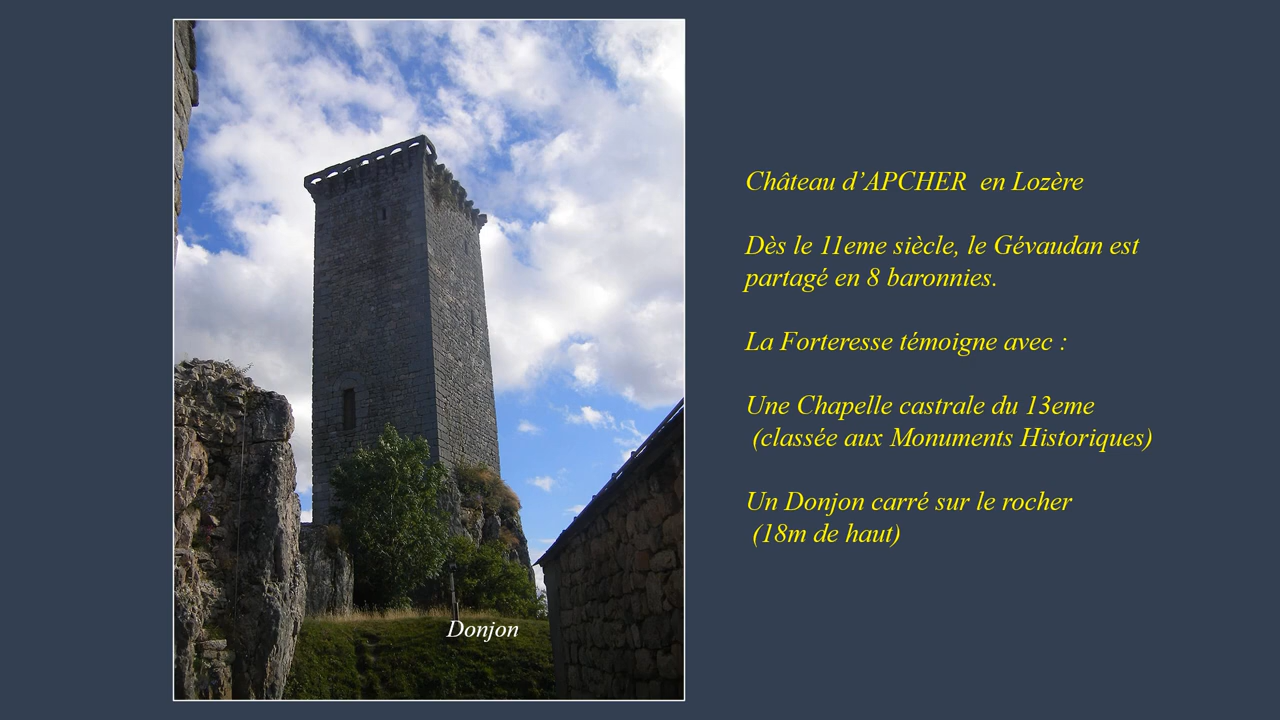 Château d’APCHER  en Lozère
Dès le 11eme siècle, le Gévaudan est
partagé en 8 baronnies.
La Forteresse témoigne avec :
Une Chapelle castrale du 13eme
(classée aux Monuments Historiques)
Un Donjon carré sur le rocher
(18m de haut)
Donjon